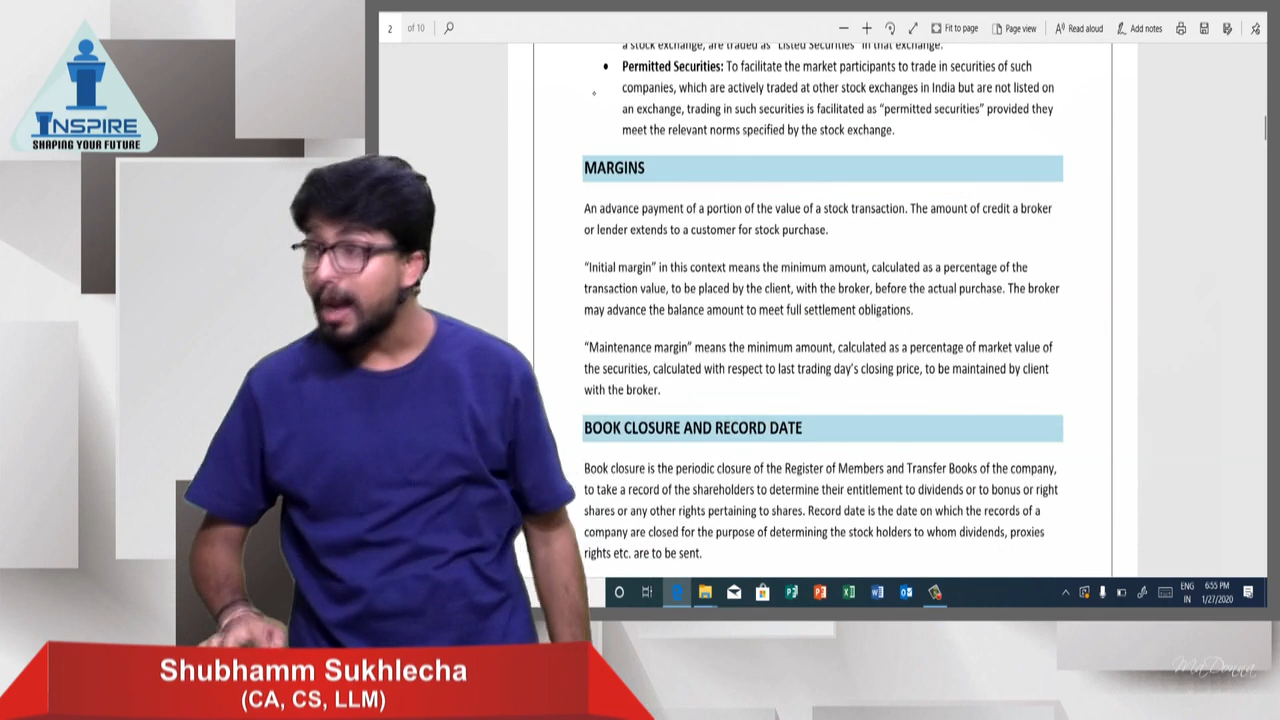 2 of 10
Fit to page
Page view
Read aloud
Add notes
a stock exchange, are traded as "Listed Securities" in that exchange.
• Permitted Securities: To facilitate the market participants to trade in securities of such
companies, which are actively traded at other stock exchanges in India but are not listed on
an exchange, trading in such securities is facilitated as “permitted securities” provided they
meet the relevant norms specified by the stock exchange.
MARGINS
An advance payment of a portion of the value of a stock transaction. The amount of credit a broker
or lender extends to a customer for stock purchase.
“Initial margin” in this context means the minimum amount, calculated as a percentage of the
transaction value, to be placed by the client, with the broker, before the actual purchase. The broker
may advance the balance amount to meet full settlement obligations.
“Maintenance margin” means the minimum amount, calculated as a percentage of market value of
the securities, calculated with respect to last trading day’s closing price, to be maintained by client
with the broker.
BOOK CLOSURE AND RECORD DATE
Book closure is the periodic closure of the Register of Members and Transfer Books of the company,
to take a record of the shareholders to determine their entitlement to dividends or to bonus or right
shares or any other rights pertaining to shares. Record date is the date on which the records of a
company are closed for the purpose of determining the stock holders to whom dividends, proxies
rights etc. are to be sent.
ENG
IN
6:55 PM
1/27/2020
INSPIRE
SHAPING YOUR FUTURE
Shubhamm Sukhlecha
(CA, CS, LLM)
MaDonna